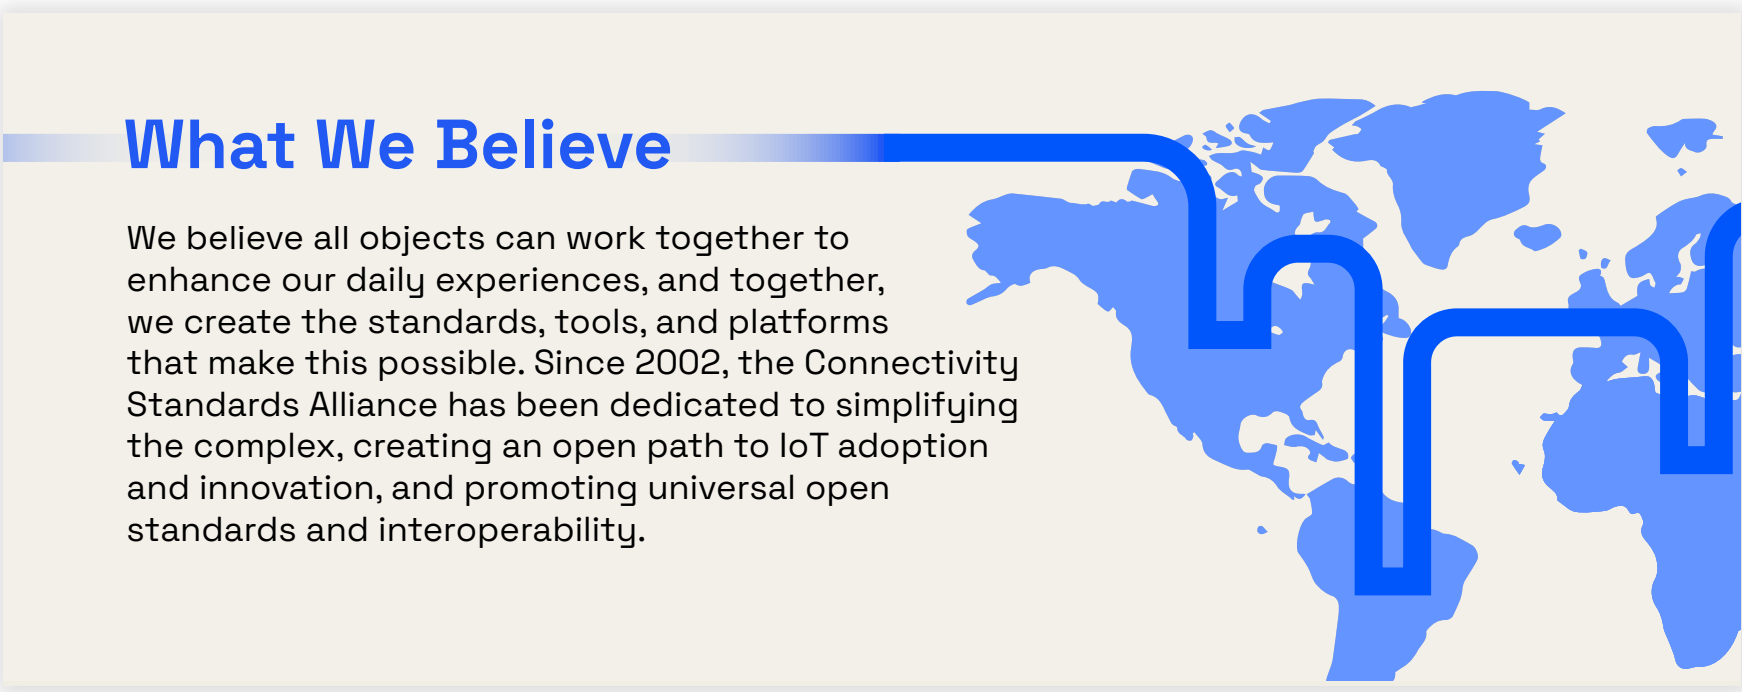 What We Believe
We believe all objects can work together to
enhance our daily experiences, and together,
we create the standards, tools, and platforms
that make this possible. Since 2002, the Connectivity
Standards Alliance has been dedicated to simplifying
the complex, creating an open path to IoT adoption
and innovation, and promoting universal open
standards and interoperability.